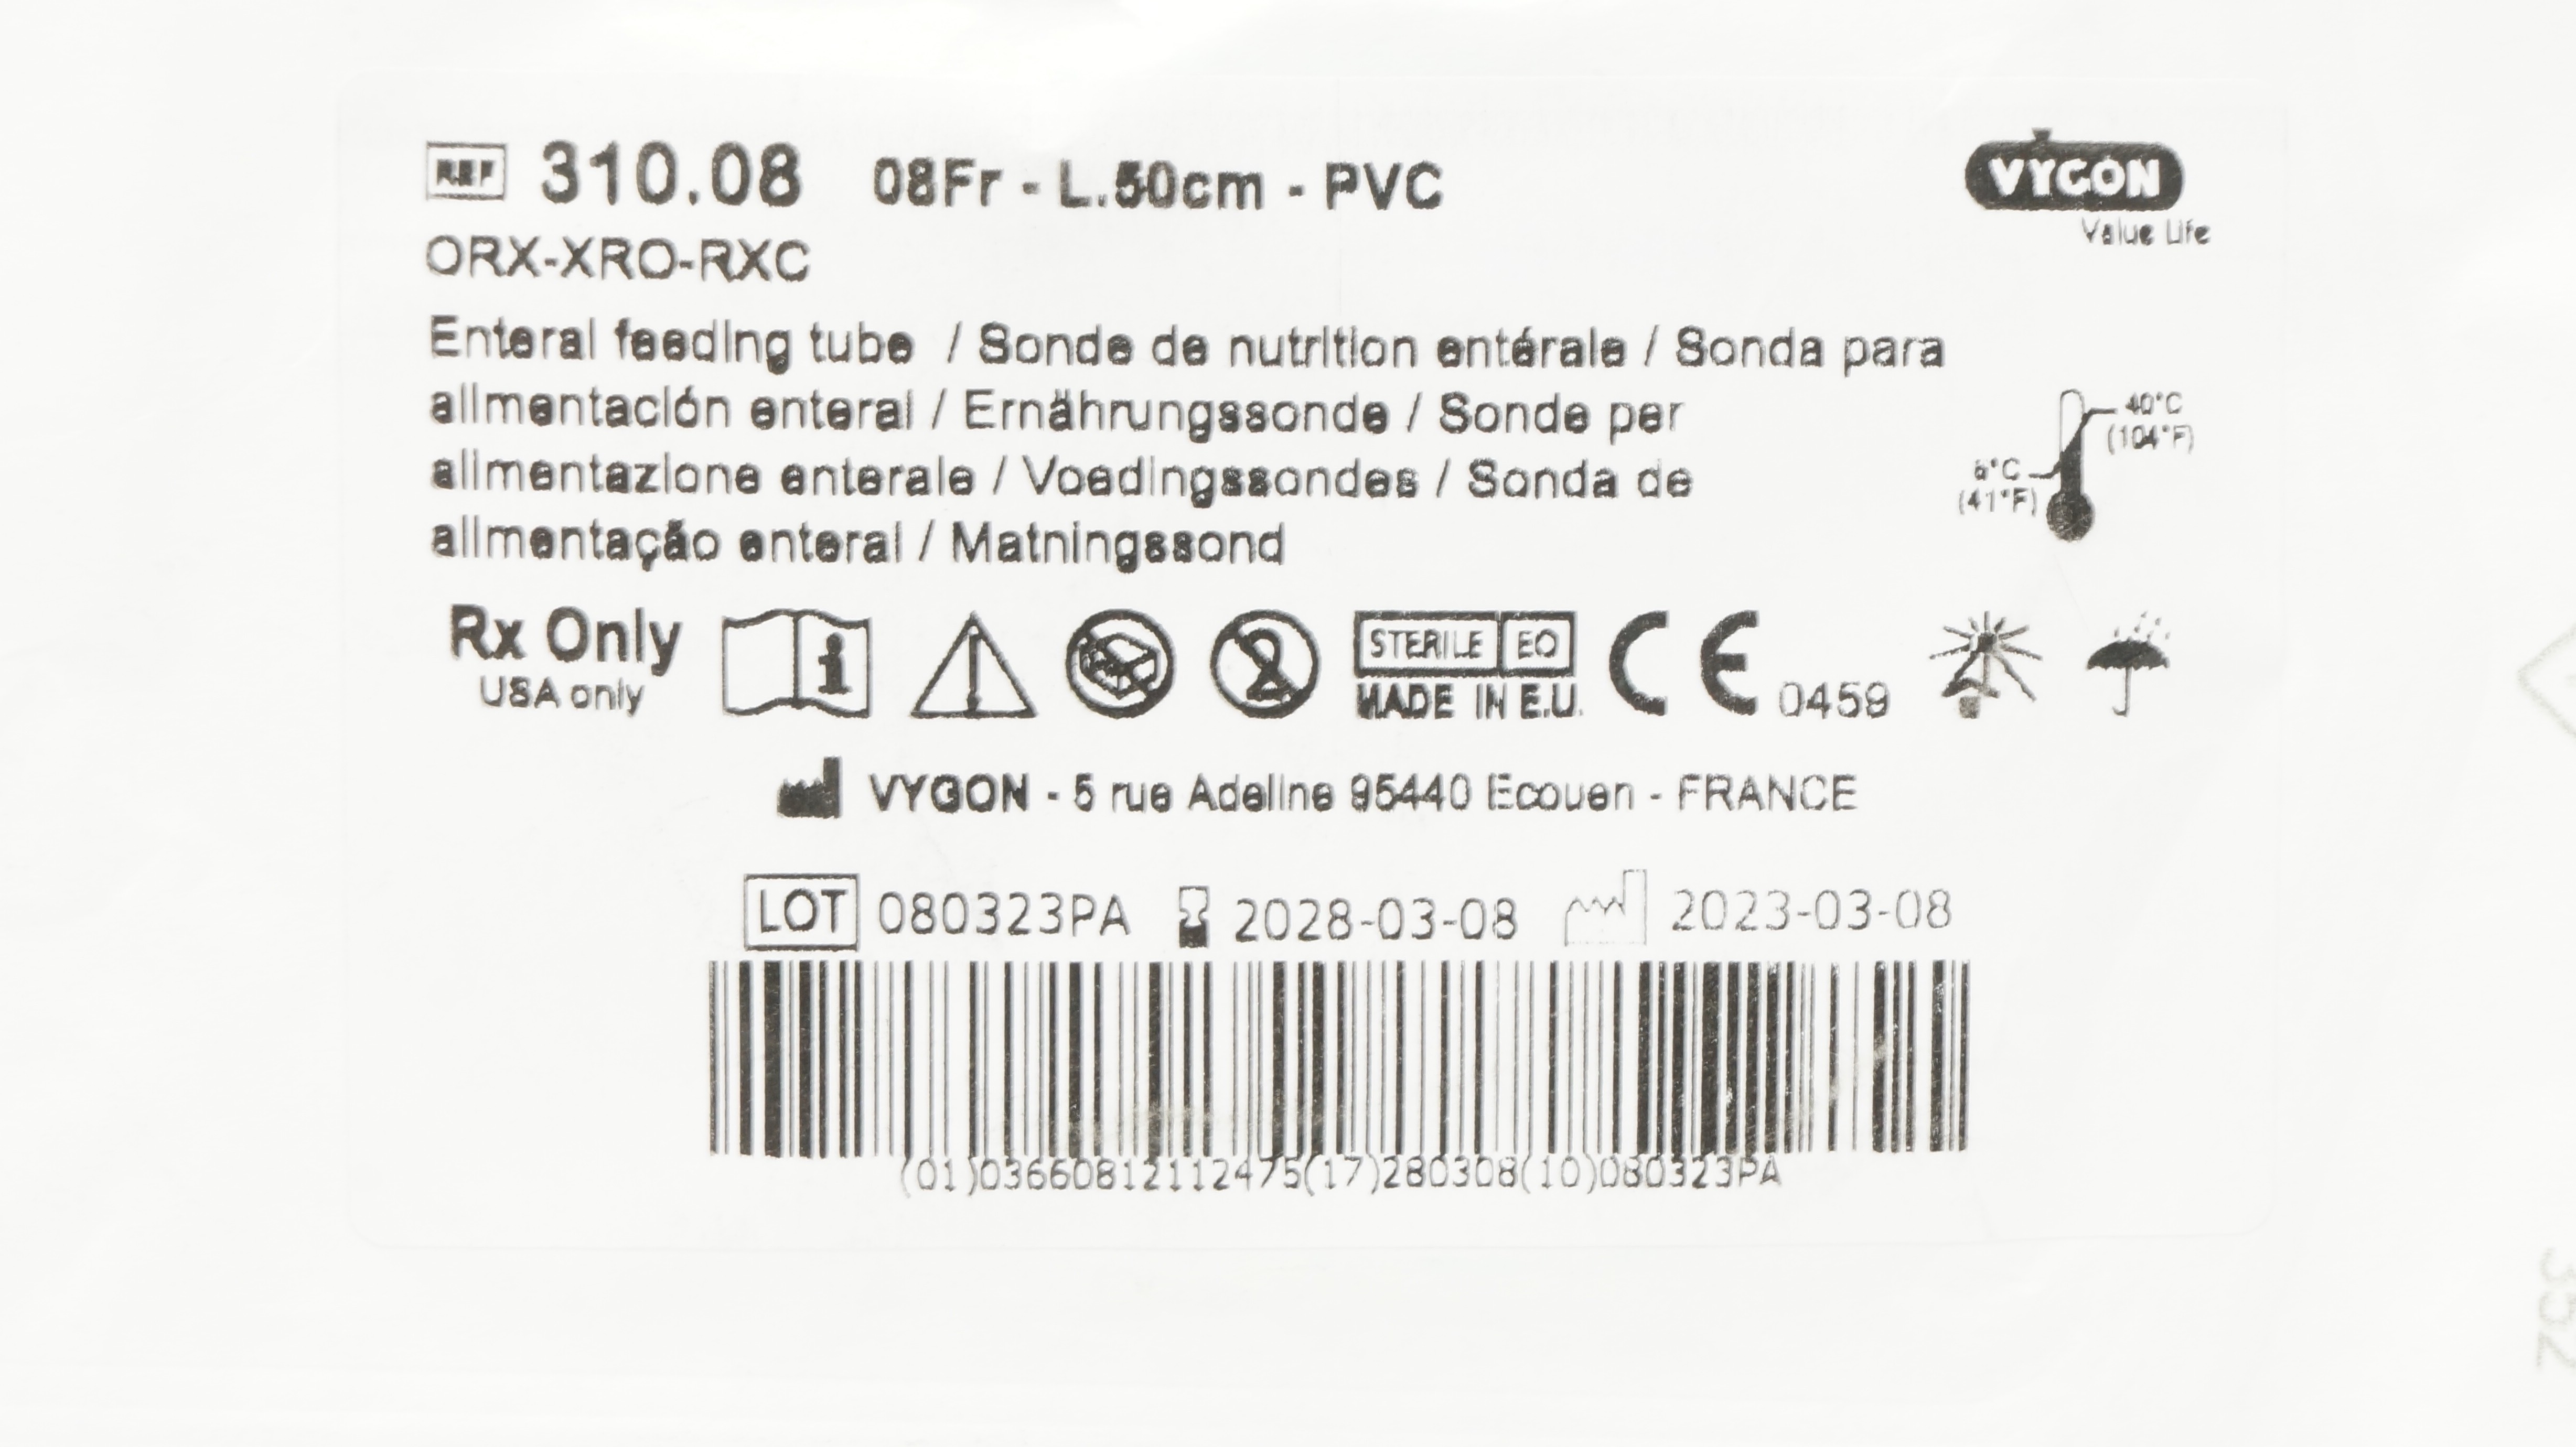 REF 310.08 08Fr - L.50cm - PVC
VYGON
Value Life
ORX-XRO-RXC
Enteral feeding tube / Sonde de nutrition entérale / Sonda para
alimentación enteral / Ernährungssonde / Sonde per
alimentazione enterale / Voedingssondes / Sonda de
alimentação enteral / Matningssond
40°C
(104°F)
5°C
(41°F)
Rx Only
USA only
STERILE EO
MADE IN E.U.
CE 0459
VYGON - 5 rue Adeline 95440 Ecouen - FRANCE
LOT 080323PA 2028-03-08 2023-03-08
(01)03660812112475(17)280308(10)080323PA
352